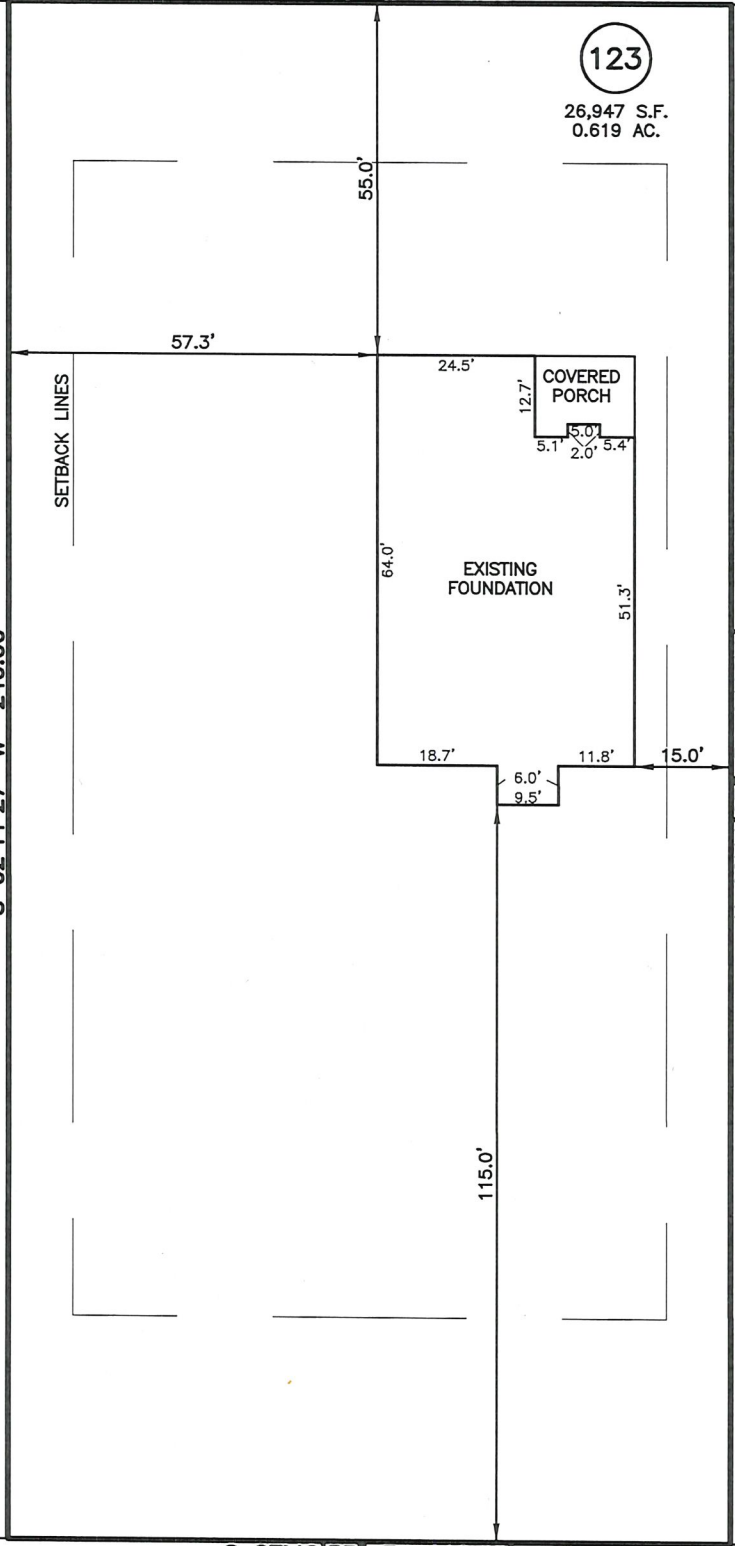 123
26,947 S.F.
0.619 AC.
55.0'
57.3'
SETBACK LINES
24.5'
12.7'
COVERED
PORCH
5.0'
5.1'
2.0'
5.4'
64.0'
EXISTING
FOUNDATION
51.3'
18.7'
11.8'
15.0'
6.0'
9.5'
115.0'